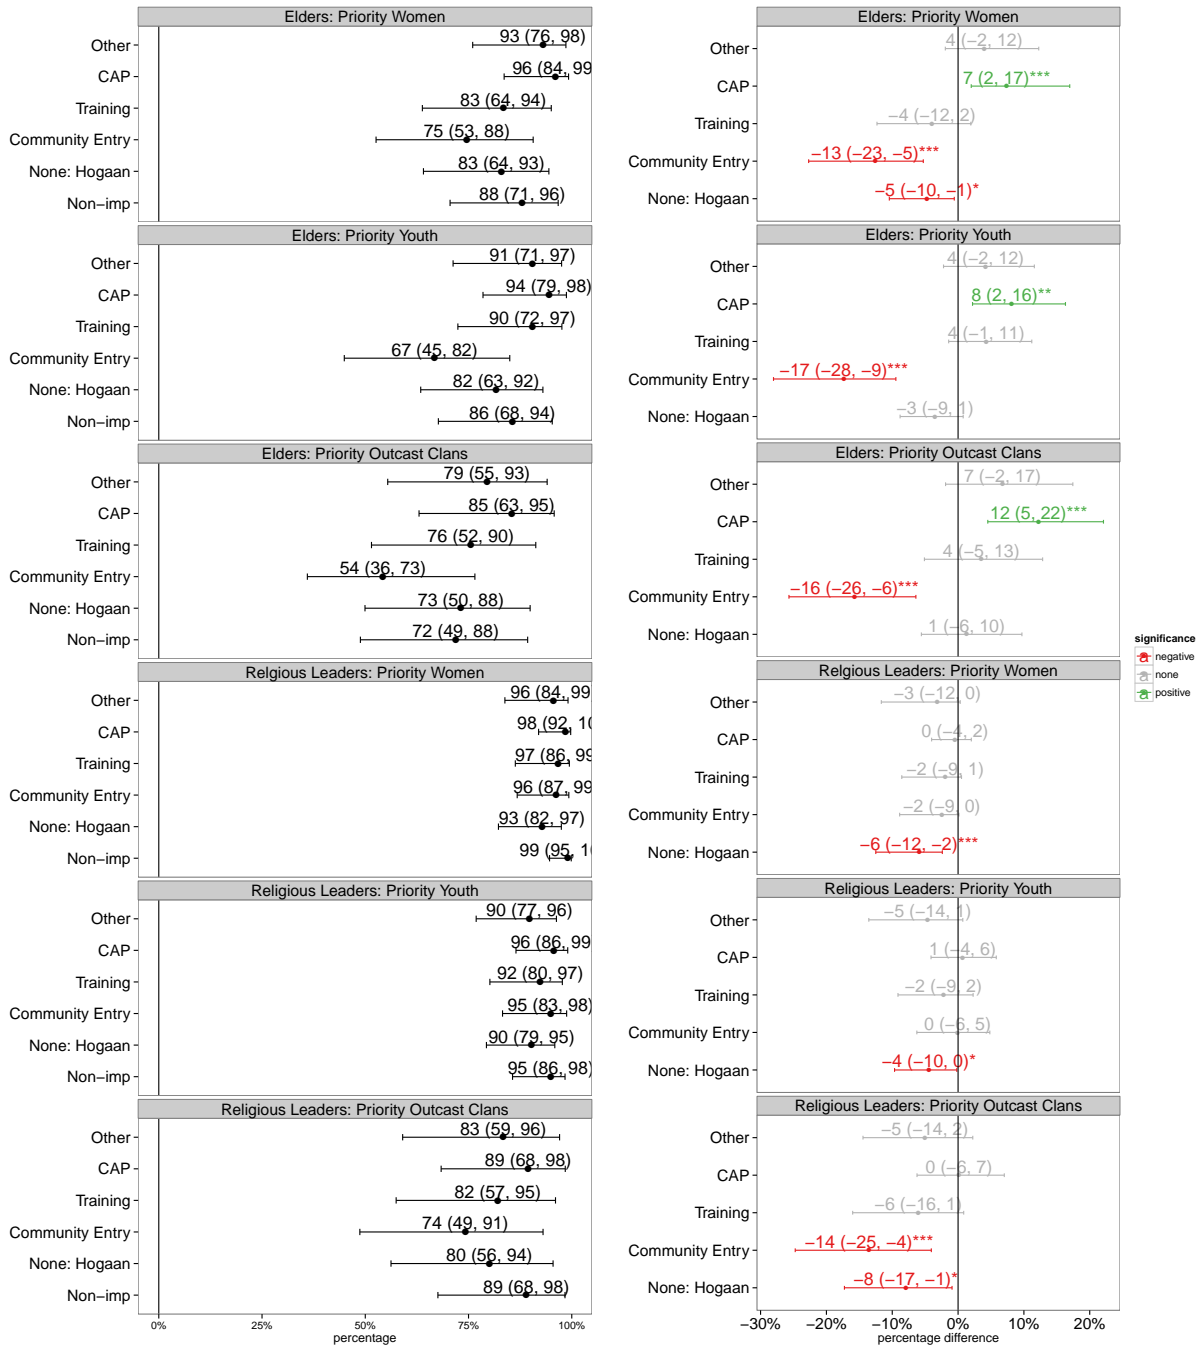 Elders: Priority Women
Other 93 (76, 98)
CAP 96 (84, 99
Training 83 (64, 94)
Community Entry 75 (53, 88)
None: Hogaan 83 (64, 93)
Non−imp 88 (71, 96)
Elders: Priority Youth
Other 91 (71, 97)
CAP 94 (79, 98)
Training 90 (72, 97)
Community Entry 67 (45, 82)
None: Hogaan 82 (63, 92)
Non−imp 86 (68, 94)
Elders: Priority Outcast Clans
Other 79 (55, 93)
CAP 85 (63, 95)
Training 76 (52, 90)
Community Entry 54 (36, 73)
None: Hogaan 73 (50, 88)
Non−imp 72 (49, 88)
Relgious Leaders: Priority Women
Other 96 (84, 99
CAP 98 (92, 10
Training 97 (86, 99
Community Entry 96 (87, 99
None: Hogaan 93 (82, 97)
Non−imp 99 (95, 10
Religious Leaders: Priority Youth
Other 90 (77, 96)
CAP 96 (86, 99
Training 92 (80, 97)
Community Entry 95 (83, 98)
None: Hogaan 90 (79, 95)
Non−imp 95 (86, 98)
Religious Leaders: Priority Outcast Clans
Other 83 (59, 96)
CAP 89 (68, 98)
Training 82 (57, 95)
Community Entry 74 (49, 91)
None: Hogaan 80 (56, 94)
Non−imp 89 (68, 98)
0% 25% 50% 75% 100%
percentage
Elders: Priority Women
Other 4 (−2, 12)
CAP 7 (2, 17)***
Training −4 (−12, 2)
Community Entry −13 (−23, −5)***
None: Hogaan −5 (−10, −1)*
Elders: Priority Youth
Other 4 (−2, 12)
CAP 8 (2, 16)**
Training 4 (−1, 11)
Community Entry −17 (−28, −9)***
None: Hogaan −3 (−9, 1)
Elders: Priority Outcast Clans
Other 7 (−2, 17)
CAP 12 (5, 22)***
Training 4 (−5, 13)
Community Entry −16 (−26, −6)***
None: Hogaan 1 (−6, 10)
Relgious Leaders: Priority Women
Other −3 (−12, 0)
CAP 0 (−4, 2)
Training −2 (−9, 1)
Community Entry −2 (−9, 0)
None: Hogaan −6 (−12, −2)***
Religious Leaders: Priority Youth
Other −5 (−14, 1)
CAP 1 (−4, 6)
Training −2 (−9, 2)
Community Entry 0 (−6, 5)
None: Hogaan −4 (−10, 0)*
Religious Leaders: Priority Outcast Clans
Other −5 (−14, 2)
CAP 0 (−6, 7)
Training −6 (−16, 1)
Community Entry −14 (−25, −4)***
None: Hogaan −8 (−17, −1)*
−30% −20% −10% 0% 10% 20%
percentage difference
significance
a negative
a none
a positive